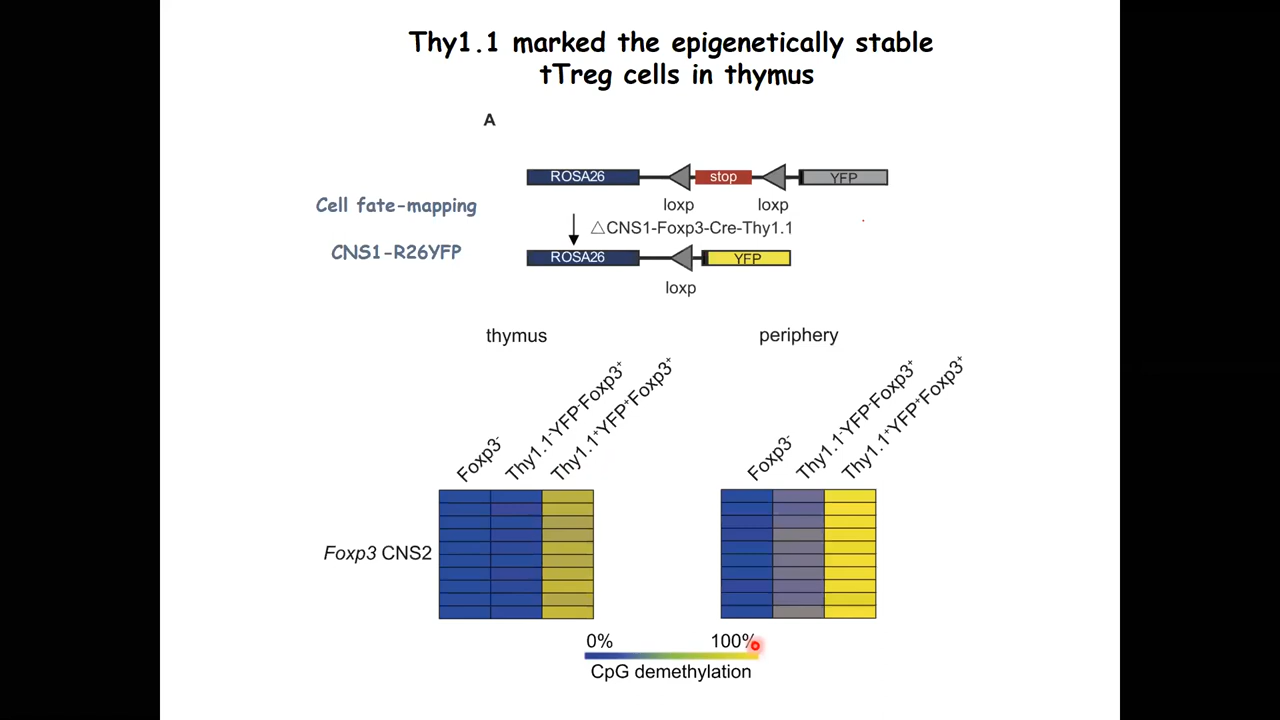 Thy1.1 marked the epigenetically stable
tTreg cells in thymus
A
ROSA26
stop
YFP
Cell fate-mapping
loxp
loxp
△CNS1-Foxp3-Cre-Thy1.1
CNS1-R26YFP
ROSA26
YFP
loxp
thymus
periphery
Foxp3⁻
Thy1.1⁻YFP⁻Foxp3⁺
Thy1.1⁺YFP⁺Foxp3⁺
Foxp3⁻
Thy1.1⁻YFP⁻Foxp3⁺
Thy1.1⁺YFP⁺Foxp3⁺
Foxp3 CNS2
0%
100%
CpG demethylation